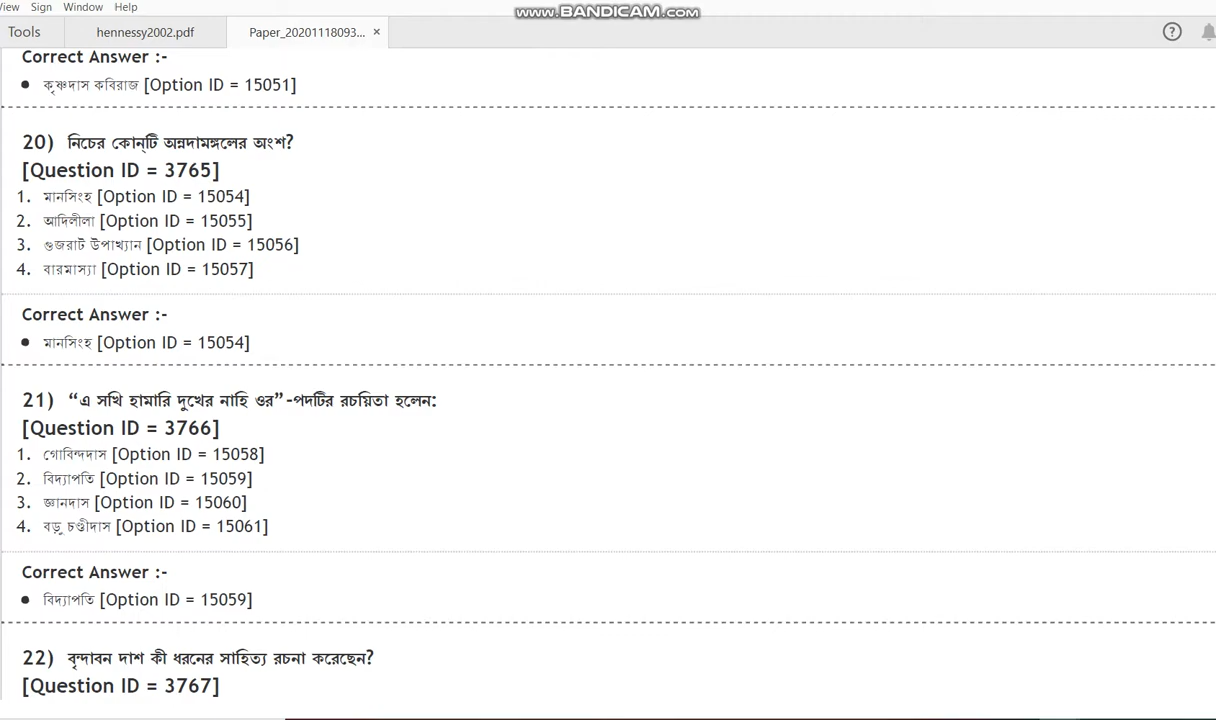 View Sign Window Help
www.BANDICAM.com
Tools hennessy2002.pdf Paper_20201118093... ×
Correct Answer :-
• কৃষ্ণদাস কবিরাজ [Option ID = 15051]
20) নিচের কোন্‌টি অন্নদামঙ্গলের অংশ?
[Question ID = 3765]
1. মানসিংহ [Option ID = 15054]
2. আদিলীলা [Option ID = 15055]
3. গুজরাট উপাখ্যান [Option ID = 15056]
4. বারমাস্যা [Option ID = 15057]
Correct Answer :-
• মানসিংহ [Option ID = 15054]
21) “এ সখি হামারি দুখের নাহি ওর”-পদটির রচয়িতা হলেন:
[Question ID = 3766]
1. গোবিন্দদাস [Option ID = 15058]
2. বিদ্যাপতি [Option ID = 15059]
3. জ্ঞানদাস [Option ID = 15060]
4. বড়ু চণ্ডীদাস [Option ID = 15061]
Correct Answer :-
• বিদ্যাপতি [Option ID = 15059]
22) বৃন্দাবন দাশ কী ধরনের সাহিত্য রচনা করেছেন?
[Question ID = 3767]